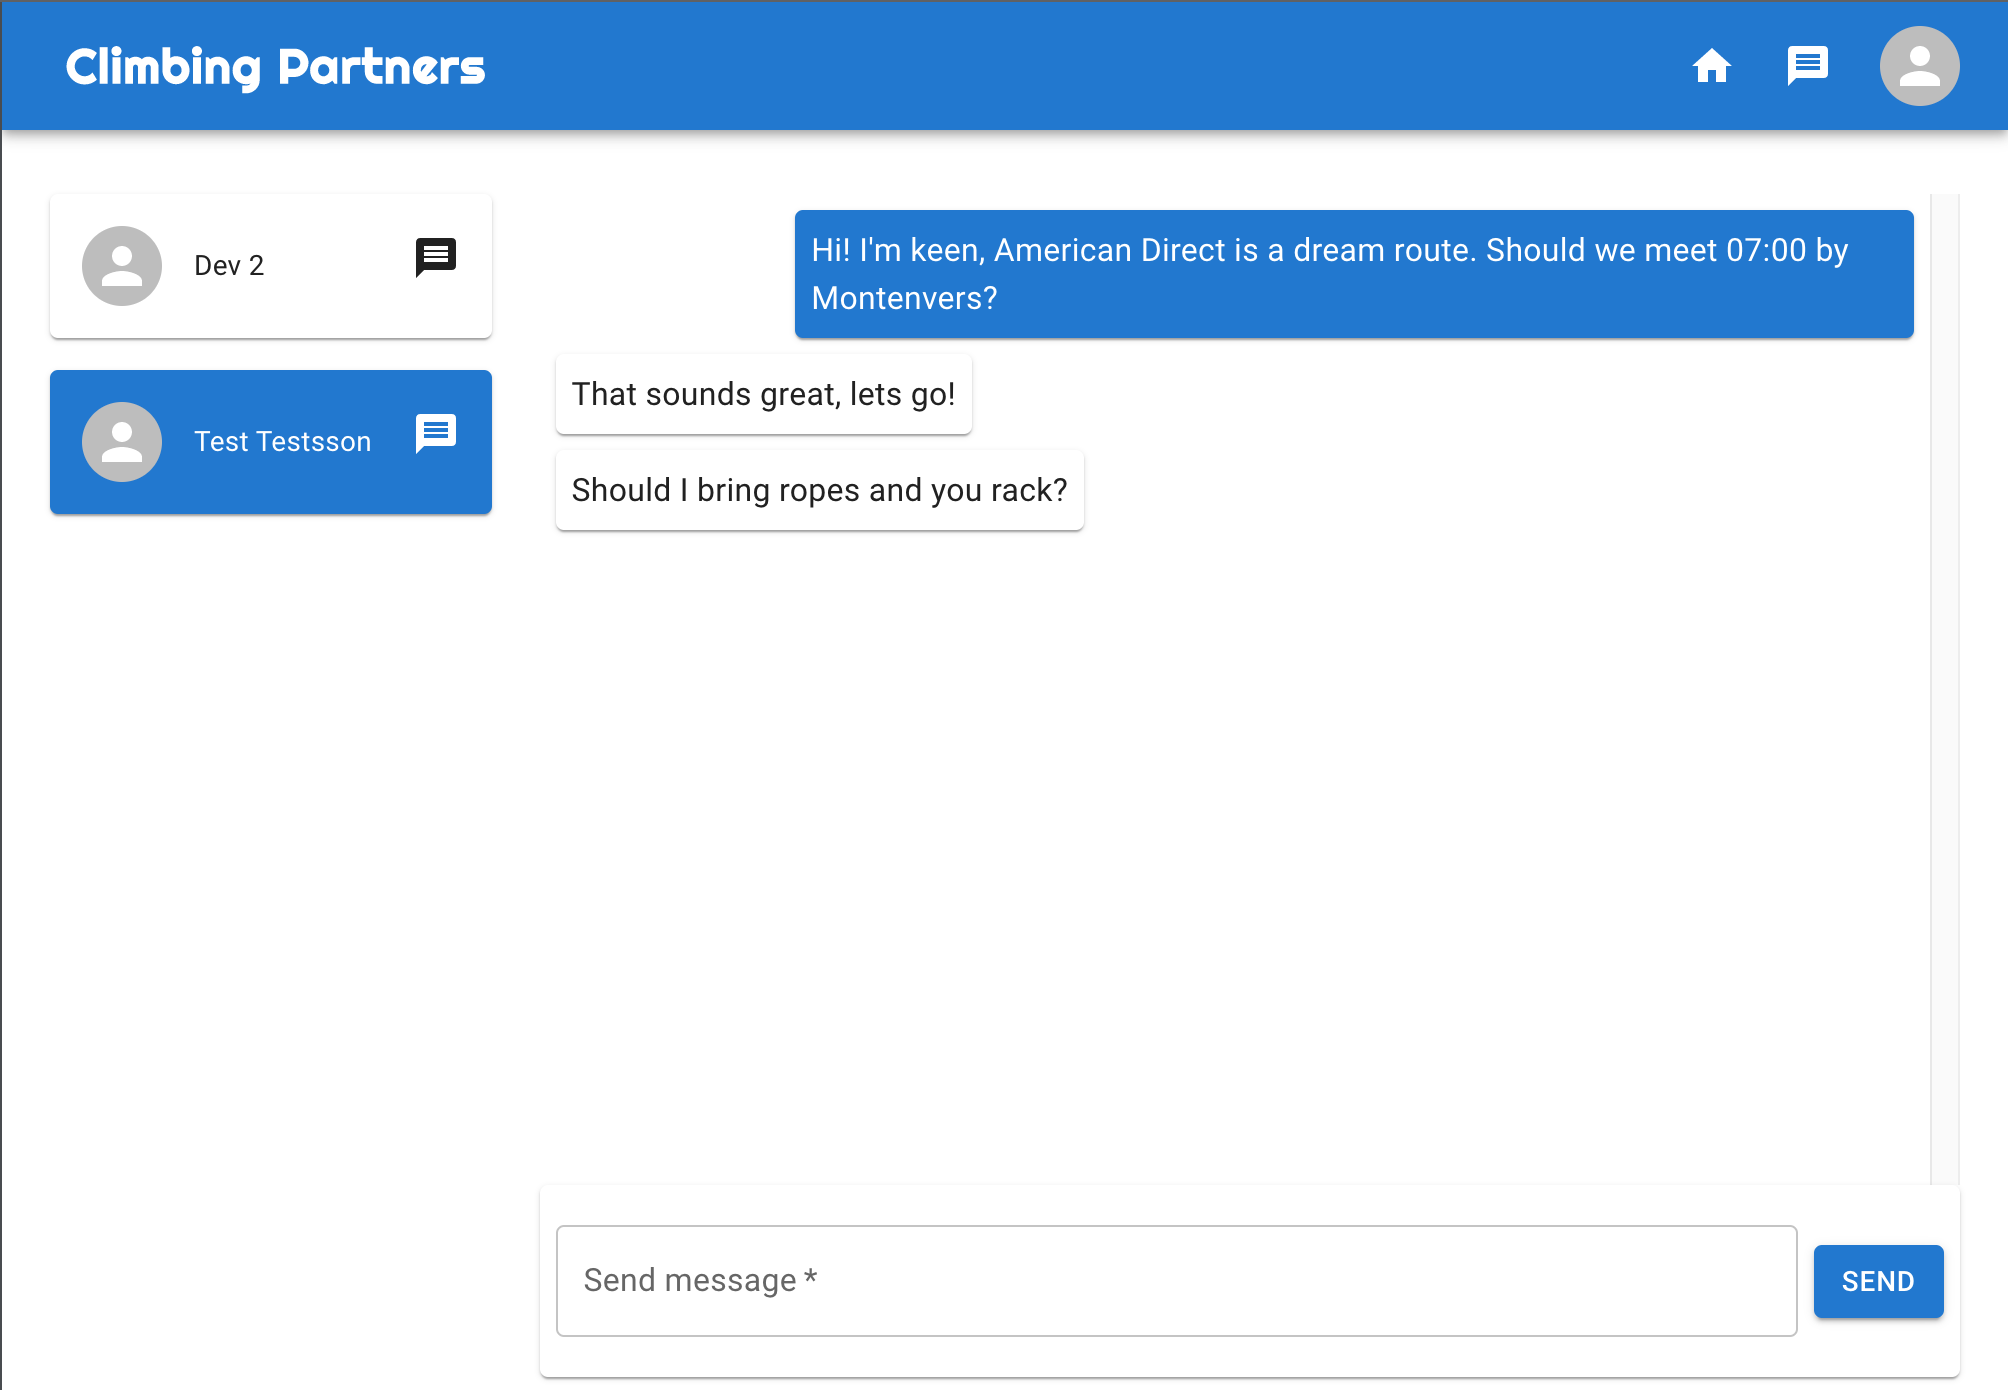 Climbing Partners
Dev 2
Test Testsson
Hi! I'm keen, American Direct is a dream route. Should we meet 07:00 by
Montenvers?
That sounds great, lets go!
Should I bring ropes and you rack?
Send message *
SEND